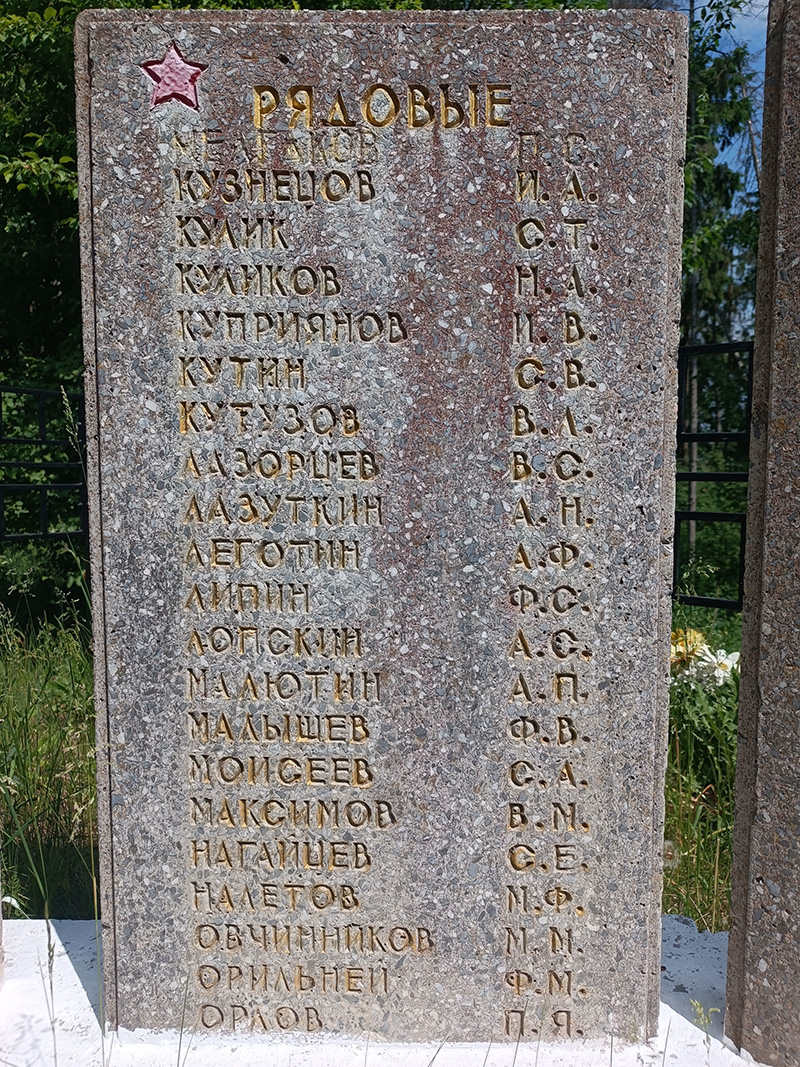 РЯДОВЫЕ
П.С.
КУЗНЕЦОВ И.А.
КУЛИК С.Т.
КУЛИКОВ Н.А.
КУПРИЯНОВ И.В.
КУТИН С.В.
КУТУЗОВ В.Л.
ЛАЗОРЦЕВ В.С.
ЛАЗУТКИН А.Н.
ЛЕГОТИН А.Ф.
ЛИПИН Ф.С.
ЛОПСКИН А.С.
МАЛЮТИН А.П.
МАЛЫШЕВ Ф.В.
МОИСЕЕВ С.А.
МАКСИМОВ В.М.
НАГАЙЦЕВ С.Е.
НАЛЕТОВ М.Ф.
ОВЧИННИКОВ М.М.
ОРИЛЬНЕЙ Ф.М.
ОРЛОВ П.Я.